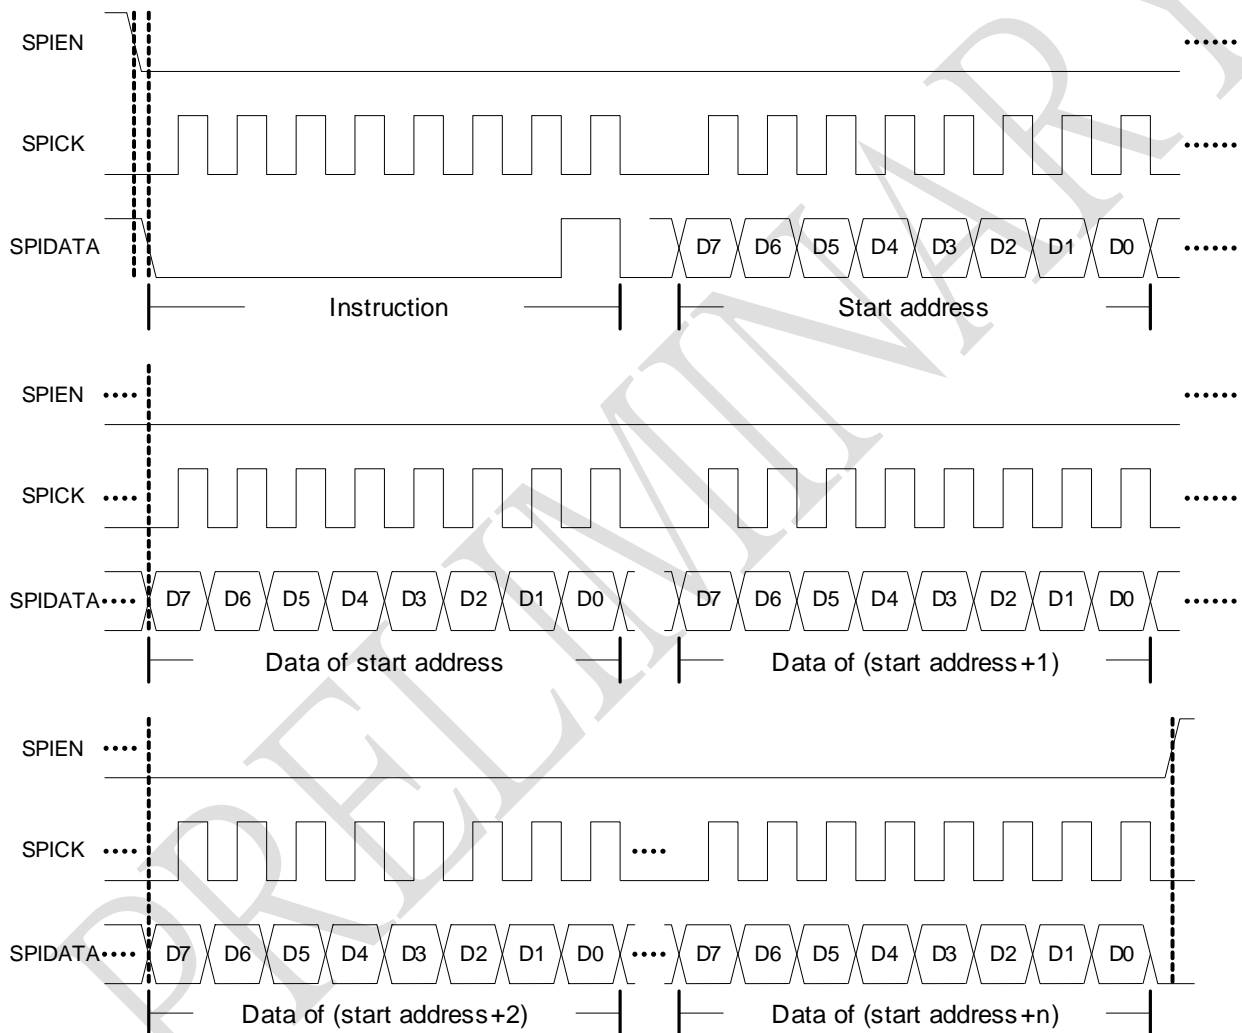 SPIEN ······
SPICK ······
SPIDATA D7 D6 D5 D4 D3 D2 D1 D0 ······
Instruction Start address
SPIEN ···· ······
SPICK ···· ······
SPIDATA ···· D7 D6 D5 D4 D3 D2 D1 D0 D7 D6 D5 D4 D3 D2 D1 D0 ······
Data of start address Data of (start address+1)
SPIEN ····
SPICK ···· ····
SPIDATA ···· D7 D6 D5 D4 D3 D2 D1 D0 ···· D7 D6 D5 D4 D3 D2 D1 D0
Data of (start address+2) Data of (start address+n)
PRELIMINARY